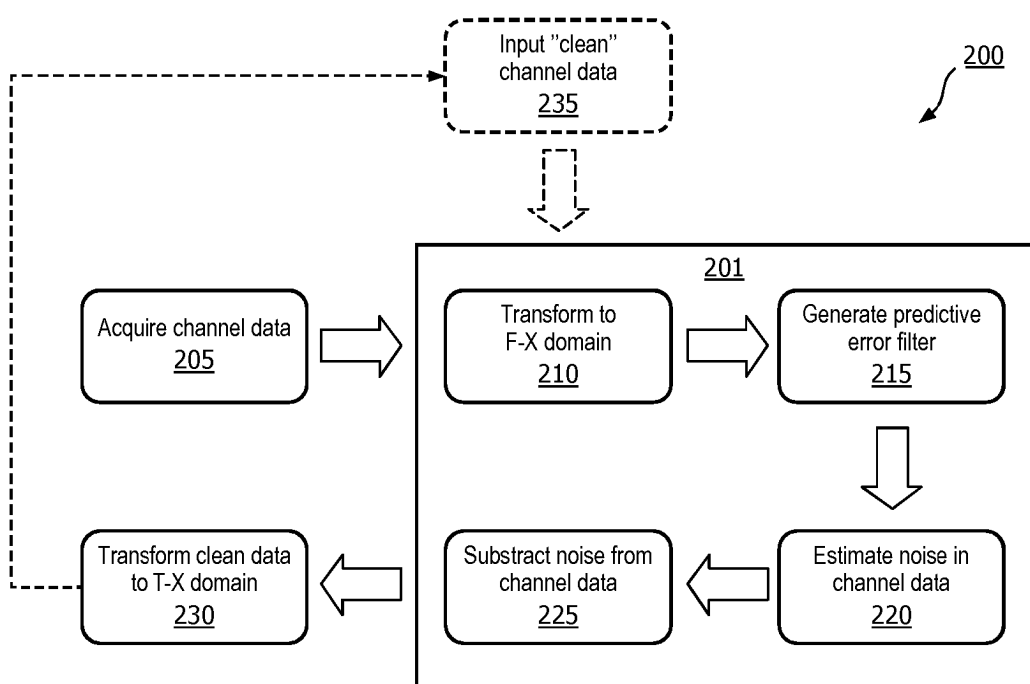 Input "clean"
channel data
235
200
201
Acquire channel data
205
Transform to
F-X domain
210
Generate predictive
error filter
215
Transform clean data
to T-X domain
230
Substract noise from
channel data
225
Estimate noise in
channel data
220